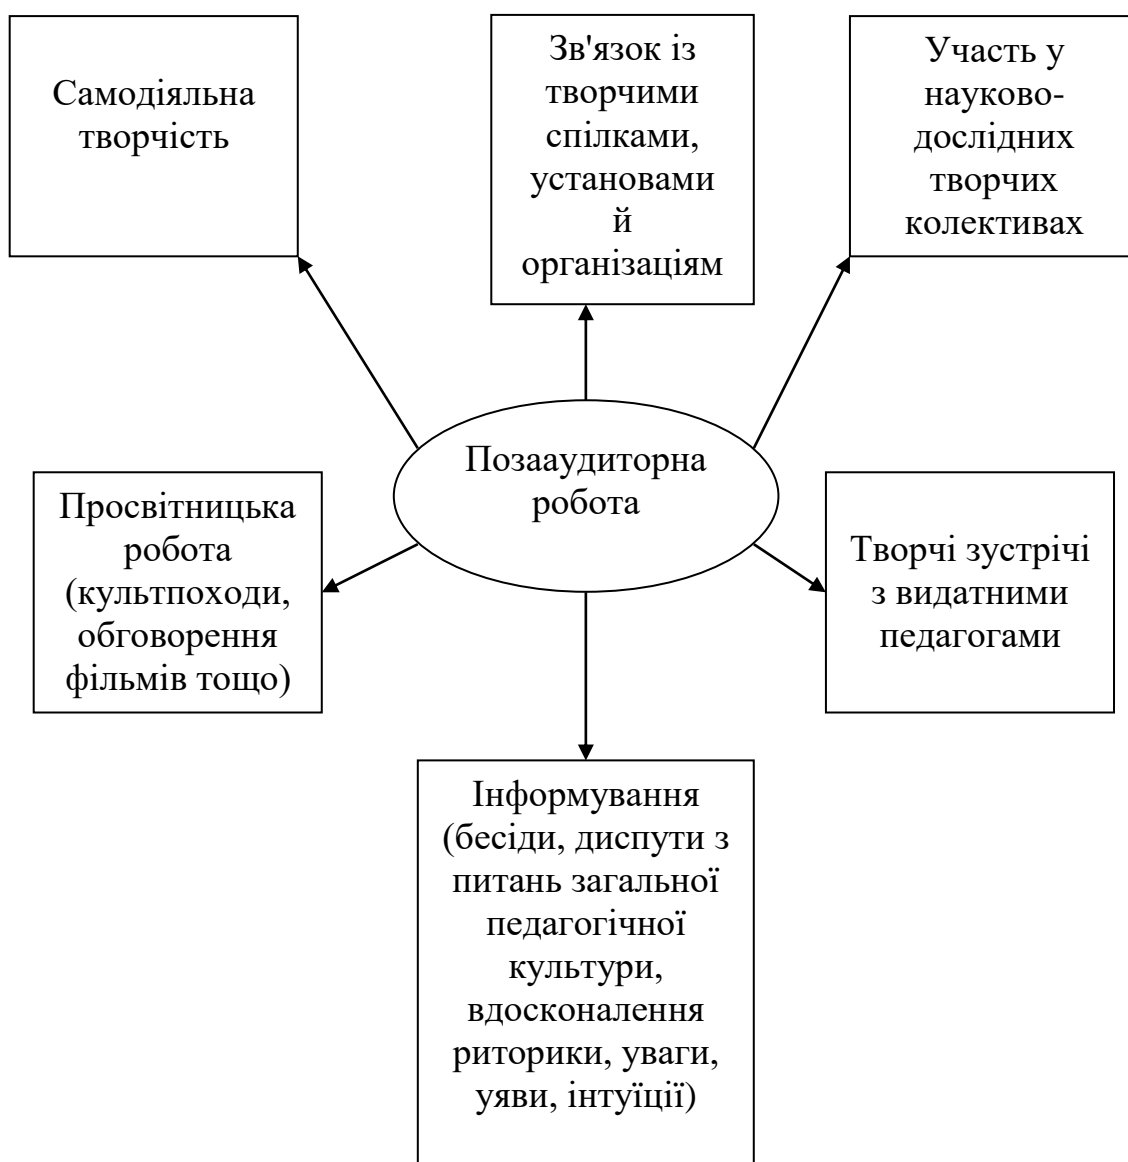 Самодіяльна
творчість
Зв'язок із
творчими
спілками,
установами
й
організаціям
Участь у
науково-
дослідних
творчих
колективах
Позааудиторна
робота
Просвітницька
робота
(культпоходи,
обговорення
фільмів тощо)
Творчі зустрічі
з видатними
педагогами
Інформування
(бесіди, диспути з
питань загальної
педагогічної
культури,
вдосконалення
риторики, уваги,
уяви, інтуїції)